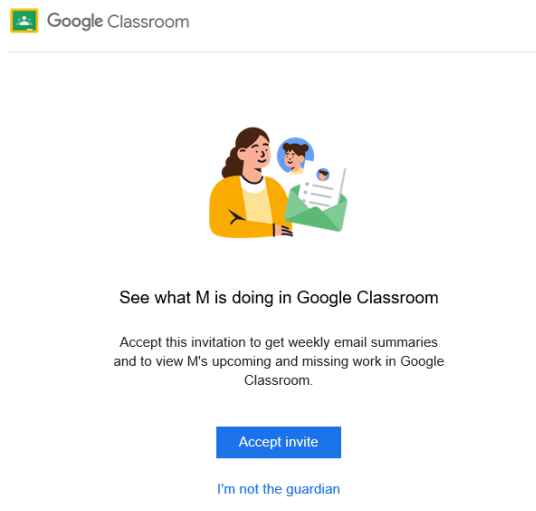 Google Classroom
See what M is doing in Google Classroom
Accept this invitation to get weekly email summaries
and to view M's upcoming and missing work in Google
Classroom.
Accept invite
I'm not the guardian